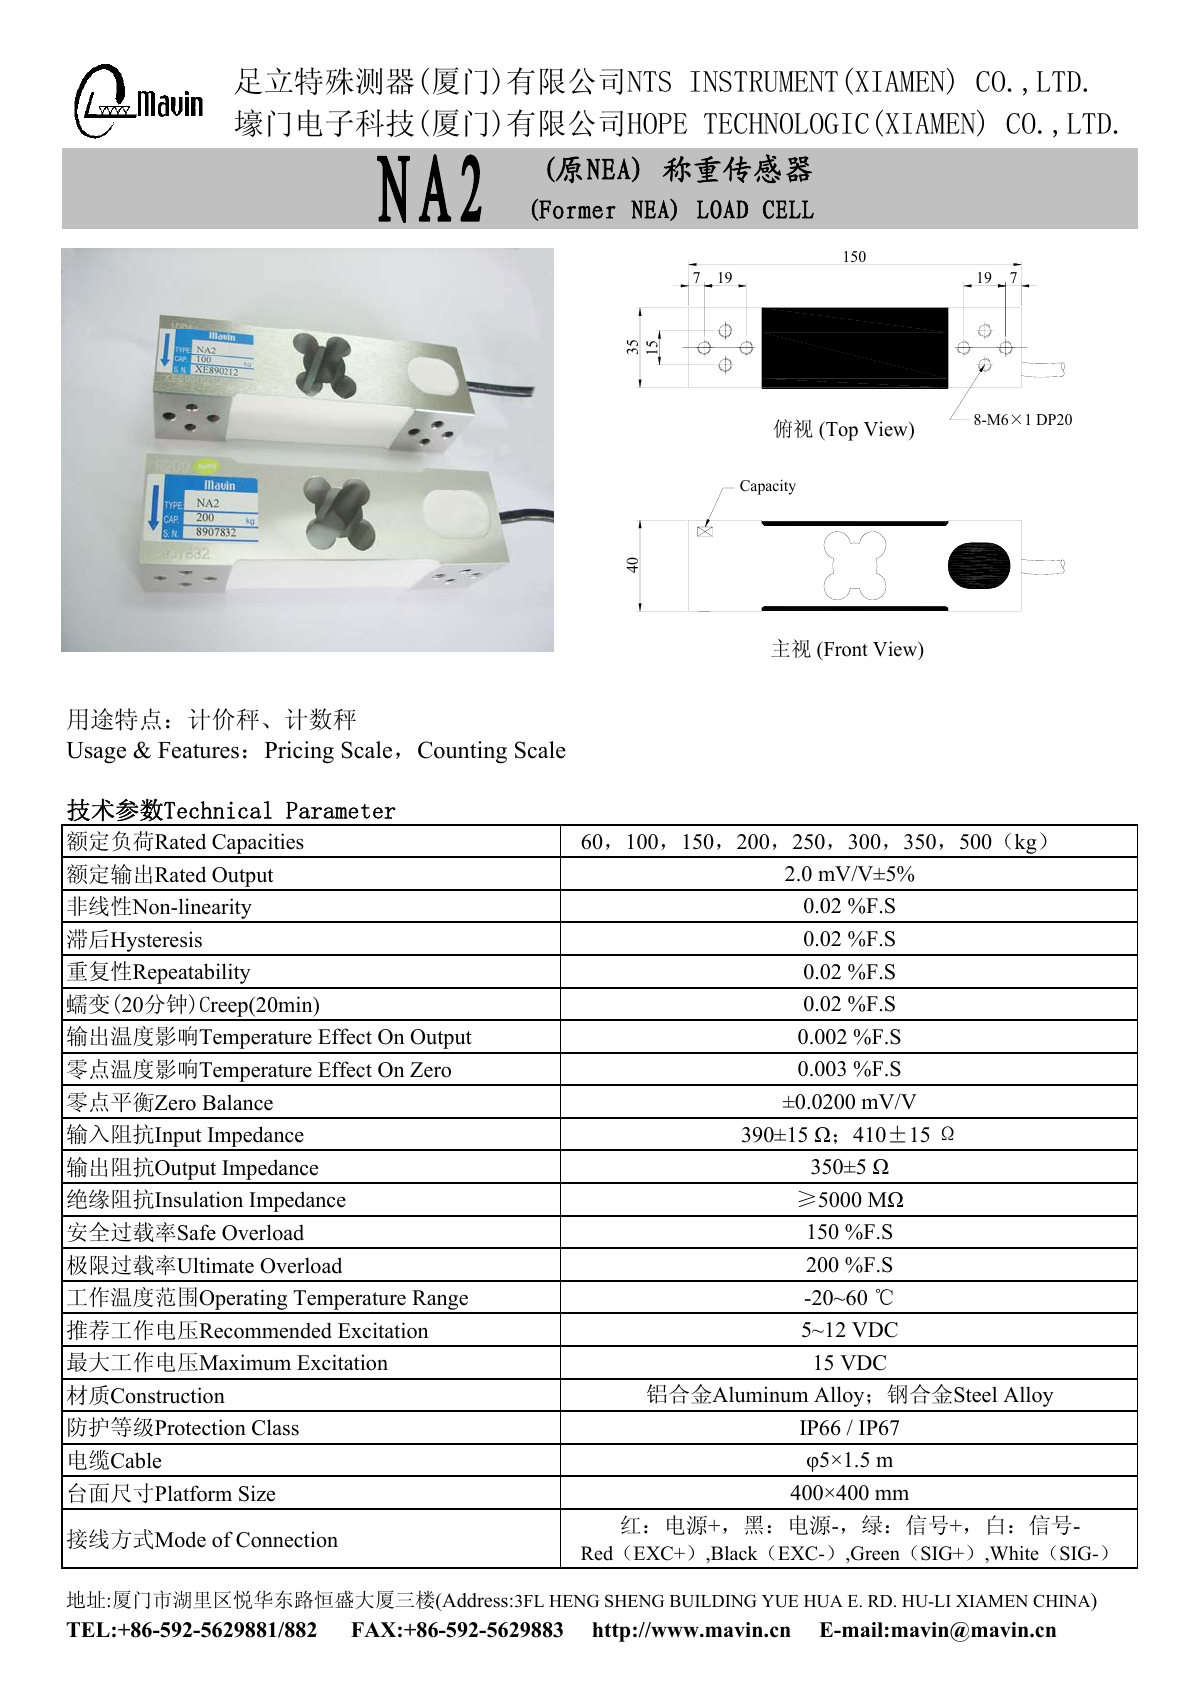 Mavin
足立特殊测器(厦门)有限公司NTS INSTRUMENT(XIAMEN) CO.,LTD.
壕门电子科技(厦门)有限公司HOPE TECHNOLOGIC(XIAMEN) CO.,LTD.
NA2
(原NEA) 称重传感器
(Former NEA) LOAD CELL
mavin
TYPE: NA2
CAP. 100 kg
S.N. XE890212
mavin
TYPE: NA2
CAP. 200 kg
S.N. 8907832
150
7 19 19 7
35
15
8-M6×1 DP20
俯视 (Top View)
Capacity
40
主视 (Front View)
用途特点：计价秤、计数秤
Usage & Features：Pricing Scale，Counting Scale
技术参数Technical Parameter
额定负荷Rated Capacities 60，100，150，200，250，300，350，500（kg）
额定输出Rated Output 2.0 mV/V±5%
非线性Non-linearity 0.02 %F.S
滞后Hysteresis 0.02 %F.S
重复性Repeatability 0.02 %F.S
蠕变(20分钟)Creep(20min) 0.02 %F.S
输出温度影响Temperature Effect On Output 0.002 %F.S
零点温度影响Temperature Effect On Zero 0.003 %F.S
零点平衡Zero Balance ±0.0200 mV/V
输入阻抗Input Impedance 390±15 Ω；410±15 Ω
输出阻抗Output Impedance 350±5 Ω
绝缘阻抗Insulation Impedance ≥5000 MΩ
安全过载率Safe Overload 150 %F.S
极限过载率Ultimate Overload 200 %F.S
工作温度范围Operating Temperature Range -20~60 ℃
推荐工作电压Recommended Excitation 5~12 VDC
最大工作电压Maximum Excitation 15 VDC
材质Construction 铝合金Aluminum Alloy；钢合金Steel Alloy
防护等级Protection Class IP66 / IP67
电缆Cable φ5×1.5 m
台面尺寸Platform Size 400×400 mm
接线方式Mode of Connection 红：电源+，黑：电源-，绿：信号+，白：信号-
Red（EXC+）,Black（EXC-）,Green（SIG+）,White（SIG-）
地址:厦门市湖里区悦华东路恒盛大厦三楼(Address:3FL HENG SHENG BUILDING YUE HUA E. RD. HU-LI XIAMEN CHINA)
TEL:+86-592-5629881/882 FAX:+86-592-5629883 http://www.mavin.cn E-mail:mavin@mavin.cn